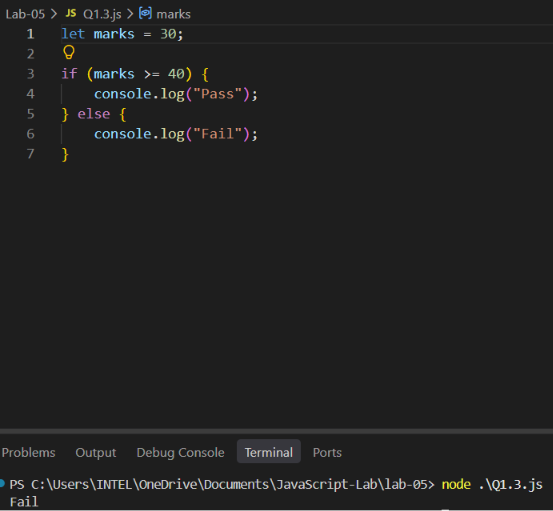 Lab-05 > JS Q1.3.js > marks
1 let marks = 30;
2
3 if (marks >= 40) {
4     console.log("Pass");
5 } else {
6     console.log("Fail");
7 }
Problems Output Debug Console Terminal Ports
PS C:\Users\INTEL\OneDrive\Documents\JavaScript-Lab\lab-05> node .\Q1.3.js
Fail